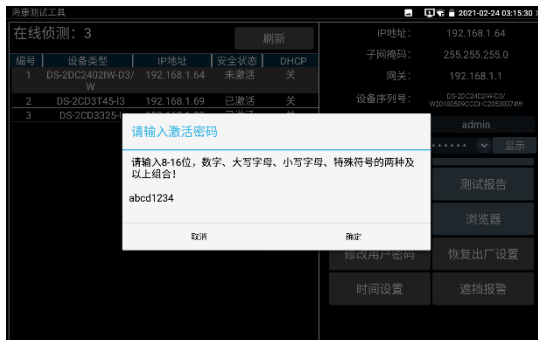 海康测试工具
2021-02-24 03:15:30
在线侦测：3
刷新
编号 设备类型 IP地址 安全状态 DHCP
1 DS-2DC2402IW-D3/W 192.168.1.64 未激活 关
2 DS-2CD3T45-I3 192.168.1.69 已激活 关
3 DS-2CD3325-I
IP地址： 192.168.1.64
子网掩码： 255.255.255.0
网关： 192.168.1.1
设备序列号：
admin
显示
请输入激活密码
请输入8-16位，数字、大写字母、小写字母、特殊符号的两种及
以上组合！
abcd1234
取消 确定
测试报告
浏览器
修改用户密码 恢复出厂设置
时间设置 遮挡报警